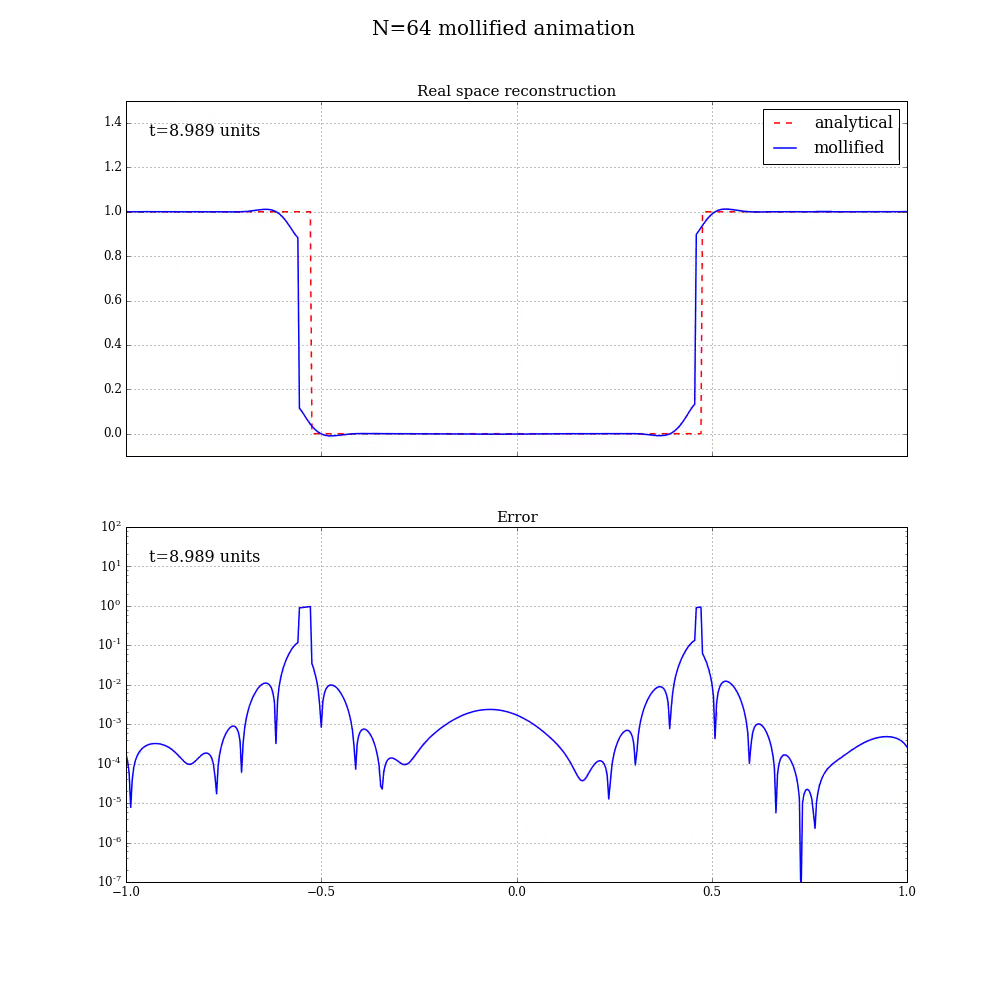 N=64 mollified animation
Real space reconstruction
1.4
1.2
1.0
0.8
0.6
0.4
0.2
0.0
t=8.989 units
analytical
mollified
Error
10²
10¹
10⁰
10⁻¹
10⁻²
10⁻³
10⁻⁴
10⁻⁵
10⁻⁶
10⁻⁷
t=8.989 units
−1.0 −0.5 0.0 0.5 1.0